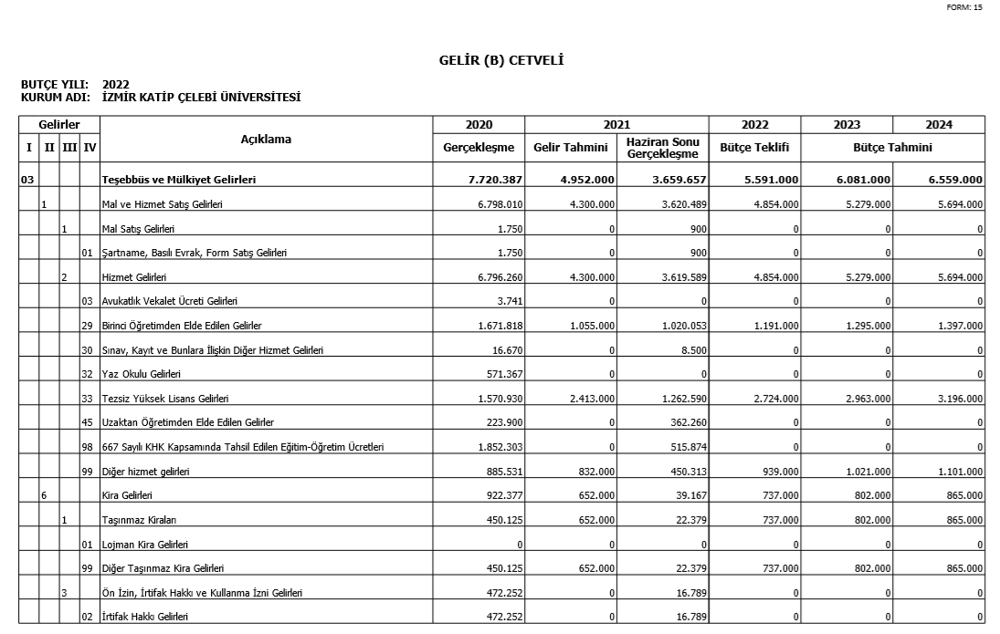 FORM: 15
GELİR (B) CETVELİ
BUTÇE YILI: 2022
KURUM ADI: İZMİR KATİP ÇELEBİ ÜNİVERSİTESİ
Gelirler Açıklama 2020 2021 2022 2023 2024
I II III IV Gerçekleşme Gelir Tahmini Haziran Sonu Gerçekleşme Bütçe Teklifi Bütçe Tahmini
03 Teşebbüs ve Mülkiyet Gelirleri 7.720.387 4.952.000 3.659.657 5.591.000 6.081.000 6.559.000
1 Mal ve Hizmet Satış Gelirleri 6.798.010 4.300.000 3.620.489 4.854.000 5.279.000 5.694.000
1 Mal Satış Gelirleri 1.750 0 900 0 0 0
01 Şartname, Basılı Evrak, Form Satış Gelirleri 1.750 0 900 0 0 0
2 Hizmet Gelirleri 6.796.260 4.300.000 3.619.589 4.854.000 5.279.000 5.694.000
03 Avukatlık Vekalet Ücreti Gelirleri 3.741 0 0 0 0 0
29 Birinci Öğretimden Elde Edilen Gelirler 1.671.818 1.055.000 1.020.053 1.191.000 1.295.000 1.397.000
30 Sınav, Kayıt ve Bunlara İlişkin Diğer Hizmet Gelirleri 16.670 0 8.500 0 0 0
32 Yaz Okulu Gelirleri 571.367 0 0 0 0 0
33 Tezsiz Yüksek Lisans Gelirleri 1.570.930 2.413.000 1.262.590 2.724.000 2.963.000 3.196.000
45 Uzaktan Öğretimden Elde Edilen Gelirler 223.900 0 362.260 0 0 0
98 667 Sayılı KHK Kapsamında Tahsil Edilen Eğitim-Öğretim Ücretleri 1.852.303 0 515.874 0 0 0
99 Diğer hizmet gelirleri 885.531 832.000 450.313 939.000 1.021.000 1.101.000
6 Kira Gelirleri 922.377 652.000 39.167 737.000 802.000 865.000
1 Taşınmaz Kiraları 450.125 652.000 22.379 737.000 802.000 865.000
01 Lojman Kira Gelirleri 0 0 0 0 0 0
99 Diğer Taşınmaz Kira Gelirleri 450.125 652.000 22.379 737.000 802.000 865.000
3 Ön İzin, İrtifak Hakkı ve Kullanma İzni Gelirleri 472.252 0 16.789 0 0 0
02 İrtifak Hakkı Gelirleri 472.252 0 16.789 0 0 0